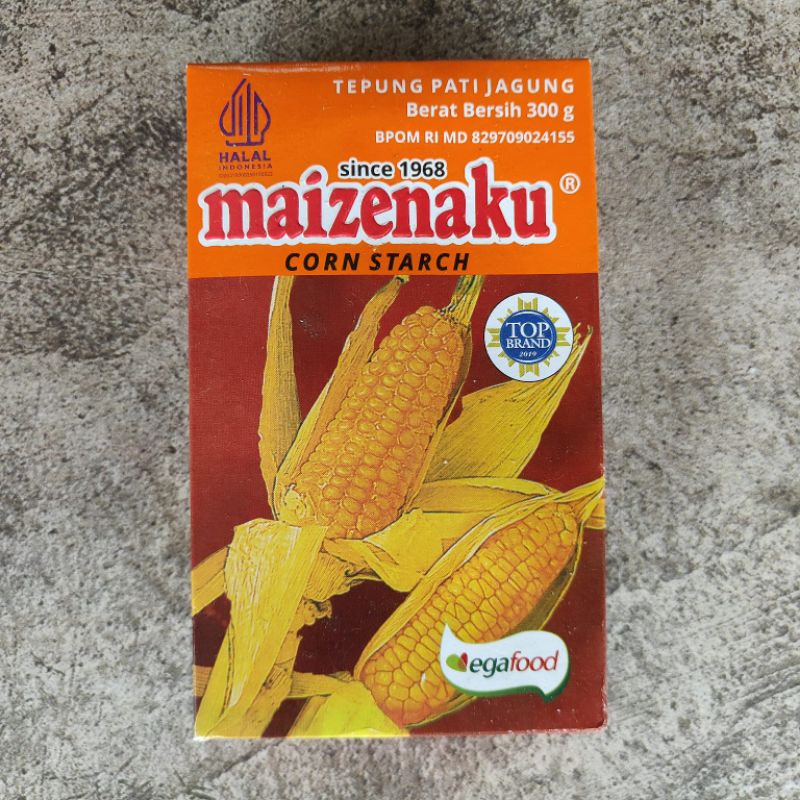 TEPUNG PATI JAGUNG
Berat Bersih 300 g
BPOM RI MD 829709024155
HALAL
INDONESIA
since 1968
maizenaku ®
CORN STARCH
TOP
BRAND
2019
egafood